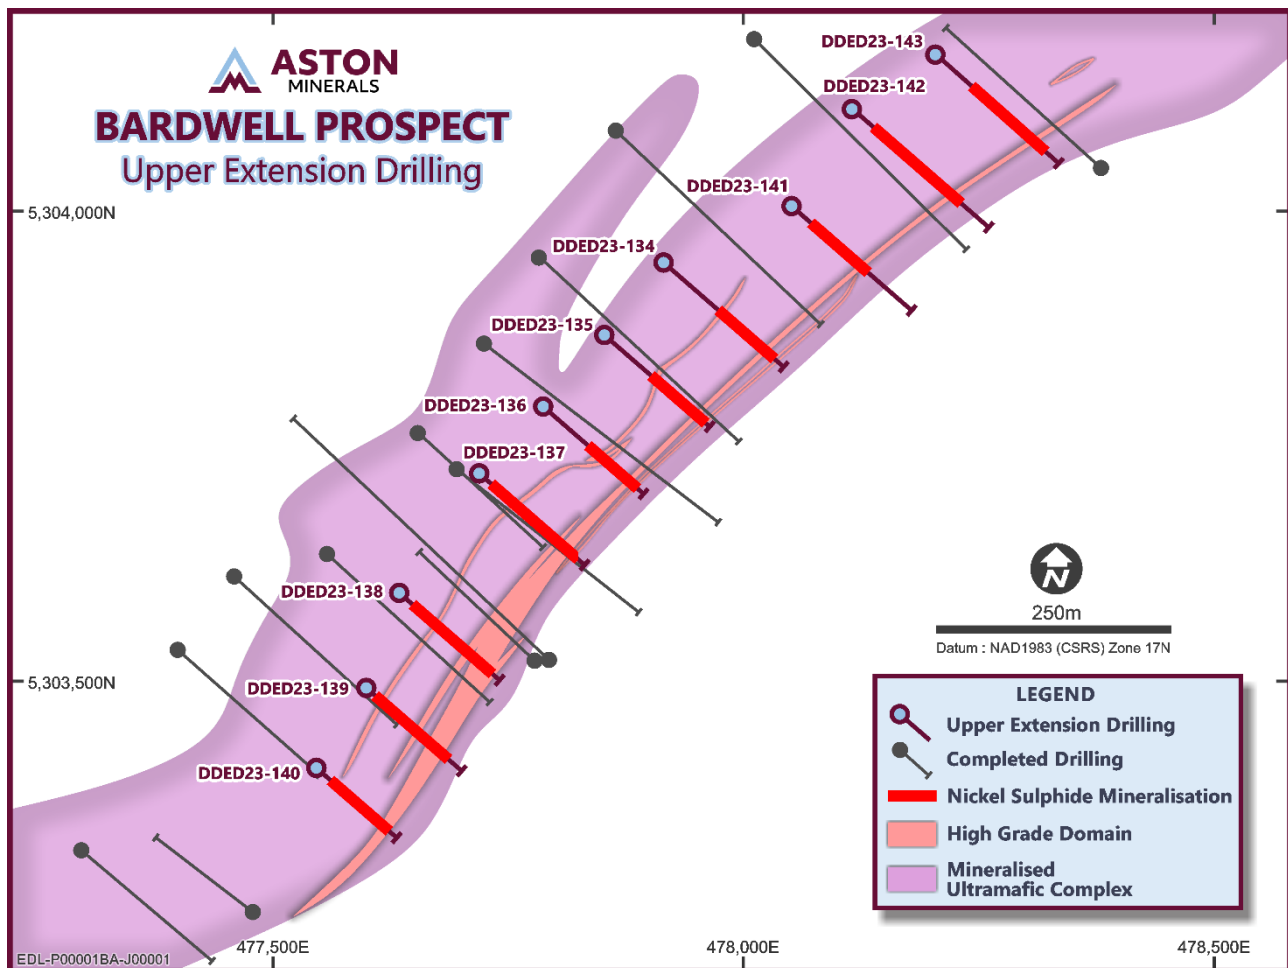 ASTON
MINERALS
BARDWELL PROSPECT
Upper Extension Drilling
DDED23-143
DDED23-142
DDED23-141
DDED23-134
DDED23-135
DDED23-136
DDED23-137
DDED23-138
DDED23-139
DDED23-140
5,304,000N
5,303,500N
N
250m
Datum : NAD1983 (CSRS) Zone 17N
LEGEND
Upper Extension Drilling
Completed Drilling
Nickel Sulphide Mineralisation
High Grade Domain
Mineralised
Ultramafic Complex
477,500E
478,000E
478,500E
EDL-P00001BA-J00001